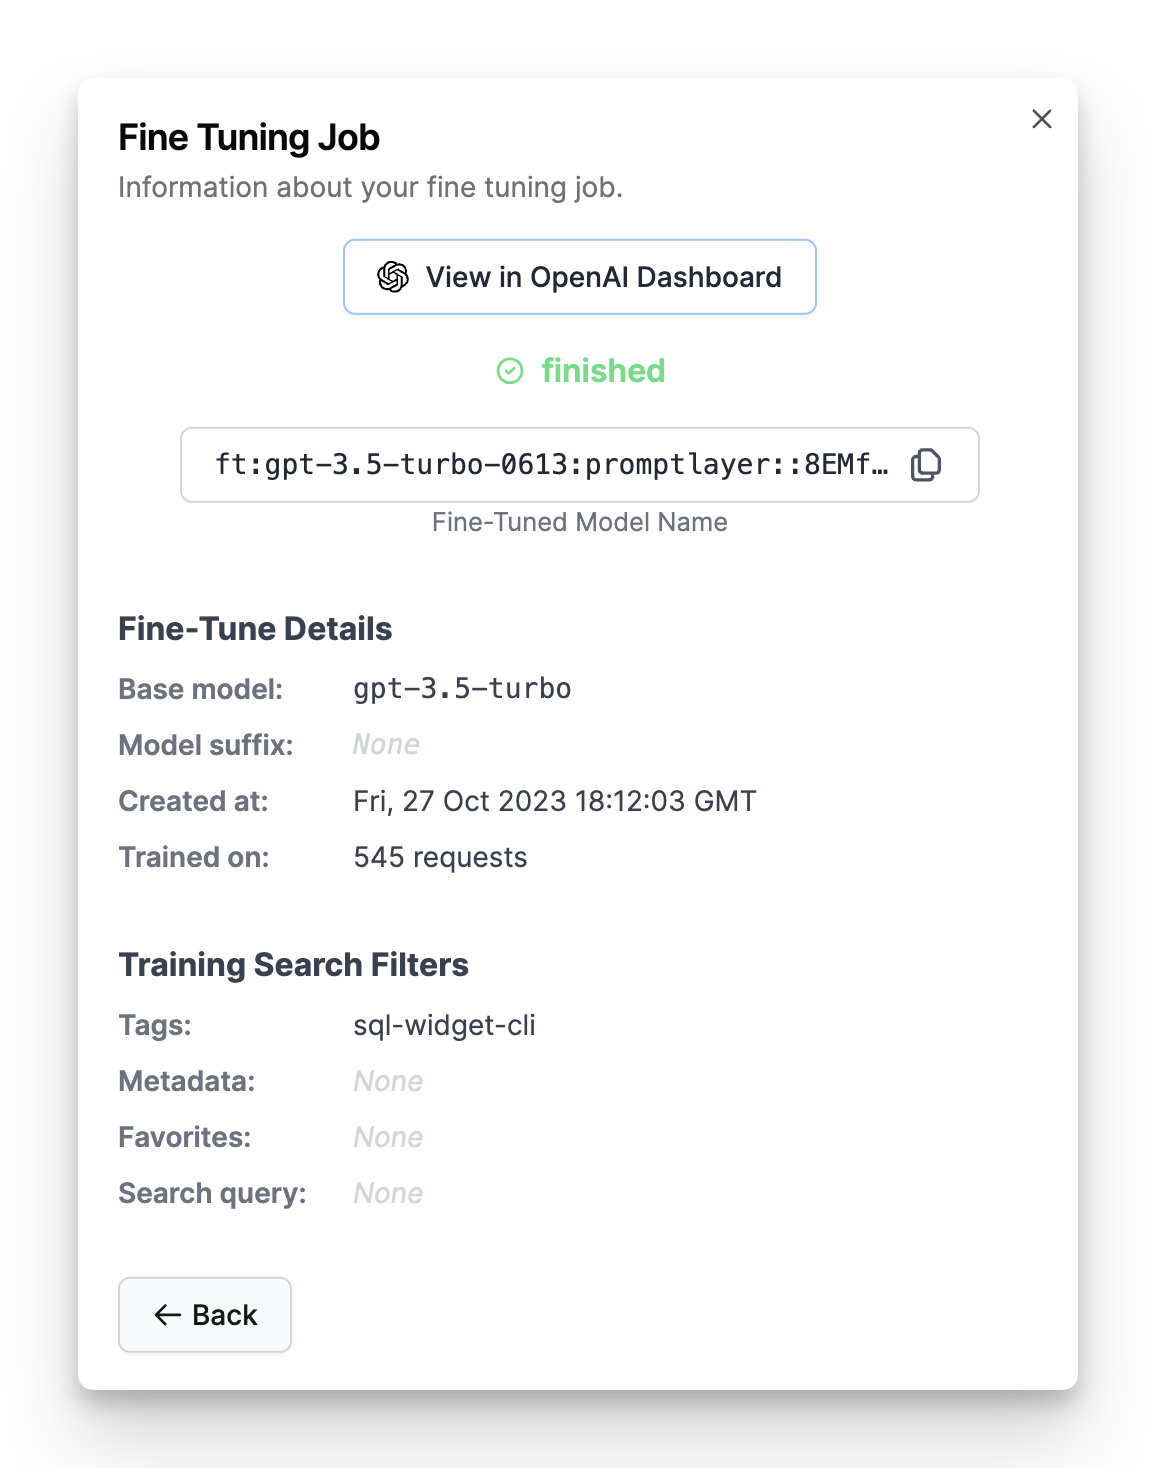 Fine Tuning Job
Information about your fine tuning job.
View in OpenAI Dashboard
finished
ft:gpt-3.5-turbo-0613:promptlayer::8EMf…
Fine-Tuned Model Name
Fine-Tune Details
Base model: gpt-3.5-turbo
Model suffix: None
Created at: Fri, 27 Oct 2023 18:12:03 GMT
Trained on: 545 requests
Training Search Filters
Tags: sql-widget-cli
Metadata: None
Favorites: None
Search query: None
← Back